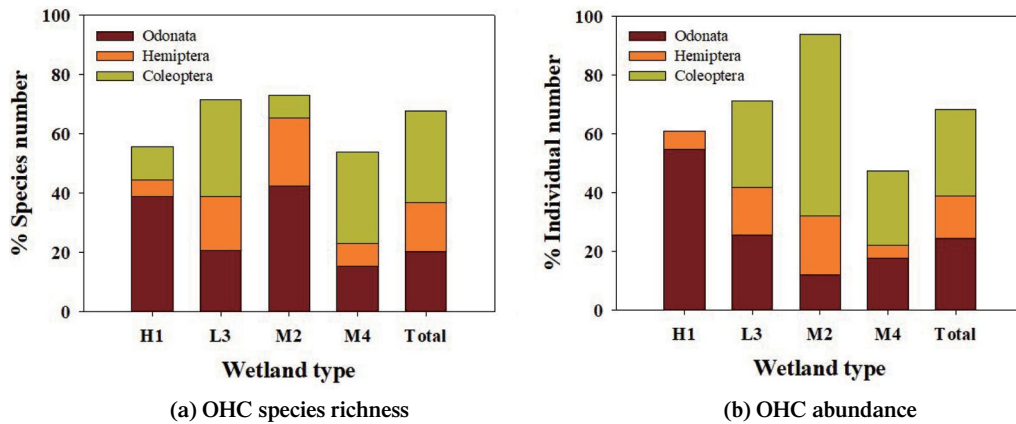 100
80
60
40
20
0
% Species number
Odonata
Hemiptera
Coleoptera
H1 L3 M2 M4 Total
Wetland type
(a) OHC species richness
100
80
60
40
20
0
% Individual number
Odonata
Hemiptera
Coleoptera
H1 L3 M2 M4 Total
Wetland type
(b) OHC abundance